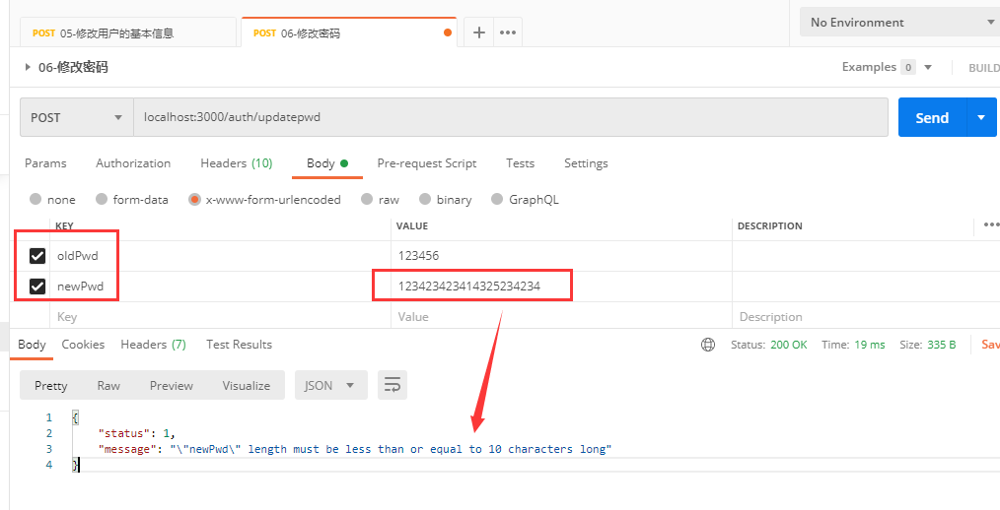 POST 05-修改用户的基本信息 POST 06-修改密码 + ••• No Environment
06-修改密码 Examples 0 BUILD
POST localhost:3000/auth/updatepwd Send
Params Authorization Headers (10) Body Pre-request Script Tests Settings
none form-data x-www-form-urlencoded raw binary GraphQL
KEY VALUE DESCRIPTION •••
oldPwd 123456
newPwd 123423423414325234234
Key Value Description
Body Cookies Headers (7) Test Results Status: 200 OK Time: 19 ms Size: 335 B Sav
Pretty Raw Preview Visualize JSON
1 {
2 "status": 1,
3 "message": "\"newPwd\" length must be less than or equal to 10 characters long"
4 }